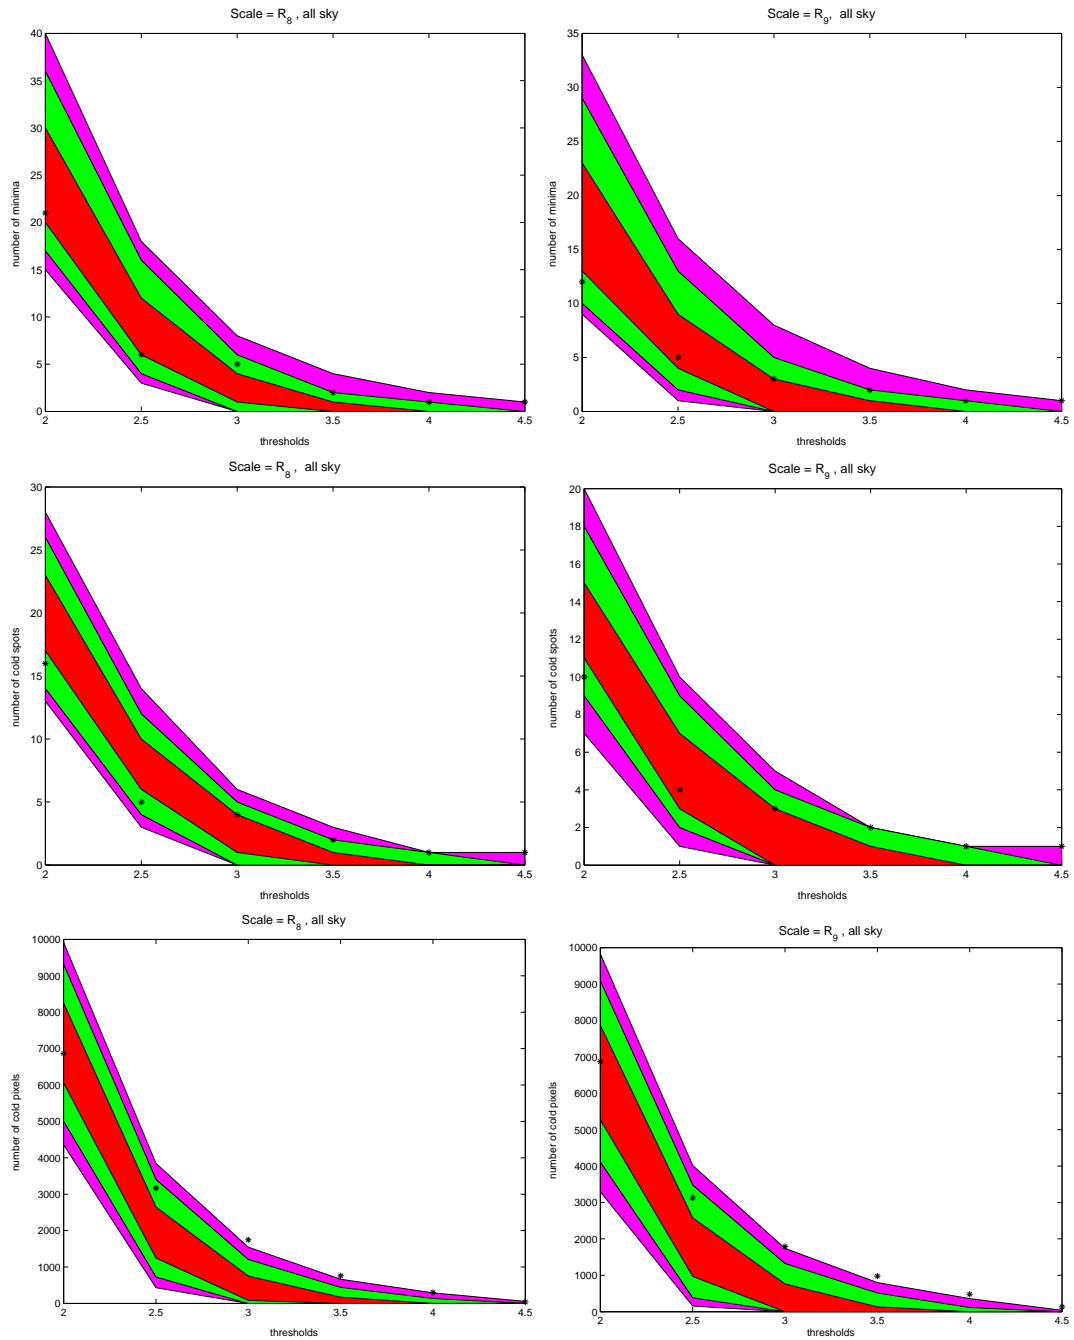 Scale = R8 , all sky
number of minima
40
35
30
25
20
15
10
5
0
2 2.5 3 3.5 4 4.5
thresholds
Scale = R9, all sky
number of minima
35
30
25
20
15
10
5
0
2 2.5 3 3.5 4 4.5
thresholds
Scale = R8 , all sky
number of cold spots
30
25
20
15
10
5
0
2 2.5 3 3.5 4 4.5
thresholds
Scale = R9 , all sky
number of cold spots
20
18
16
14
12
10
8
6
4
2
0
2 2.5 3 3.5 4 4.5
thresholds
Scale = R8 , all sky
number of cold pixels
10000
9000
8000
7000
6000
5000
4000
3000
2000
1000
0
2 2.5 3 3.5 4 4.5
thresholds
Scale = R9 , all sky
number of cold pixels
10000
9000
8000
7000
6000
5000
4000
3000
2000
1000
0
2 2.5 3 3.5 4 4.5
thresholds